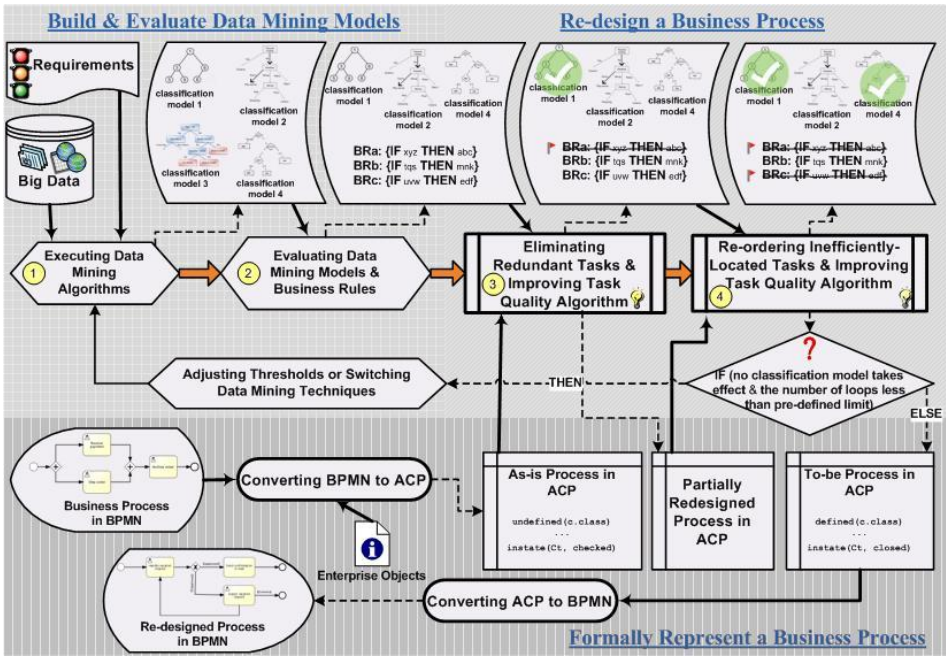 Build & Evaluate Data Mining Models
Re-design a Business Process
Requirements
Big Data
classification
model 1
classification
model 2
classification
model 3
classification
model 4
classification
model 1
classification
model 2
classification
model 4
BRa: {IF xyz THEN abc}
BRb: {IF tqs THEN mnk}
BRc: {IF uvw THEN edf}
classification
model 1
classification
model 2
classification
model 4
BRa: {IF xyz THEN abc}
BRb: {IF tqs THEN mnk}
BRc: {IF uvw THEN edf}
classification
model 1
classification
model 2
classification
model 4
BRa: {IF xyz THEN abc}
BRb: {IF tqs THEN mnk}
BRc: {IF uvw THEN edf}
1
Executing Data
Mining
Algorithms
2
Evaluating Data
Mining Models &
Business Rules
3
Eliminating
Redundant Tasks &
Improving Task
Quality Algorithm
4
Re-ordering Inefficiently-
Located Tasks & Improving
Task Quality Algorithm
?
IF (no classification model takes
effect & the number of loops less
than pre-defined limit)
THEN
ELSE
Adjusting Thresholds or Switching
Data Mining Techniques
Business Process
in BPMN
Converting BPMN to ACP
Enterprise Objects
As-is Process in
ACP
undefined(c.class)
...
instate(Ct, checked)
Partially
Redesigned
Process in
ACP
To-be Process in
ACP
defined(c.class)
...
instate(Ct, closed)
Converting ACP to BPMN
Re-designed Process
in BPMN
Formally Represent a Business Process